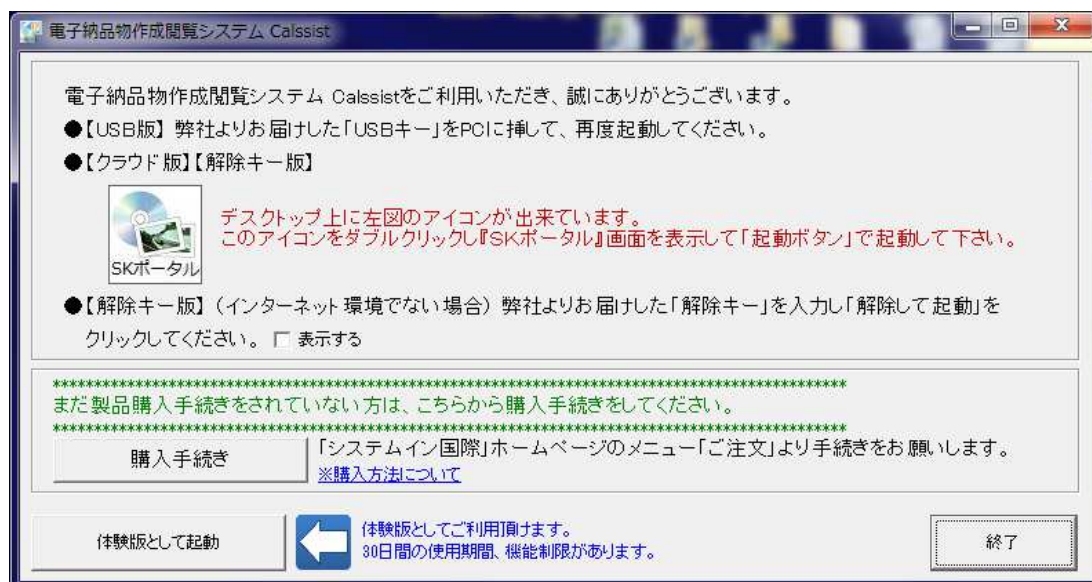 電子納品物作成閲覧システム Calssist
電子納品物作成閲覧システム Calssistをご利用いただき、誠にありがとうございます。
●【USB版】 弊社よりお届けした「USBキー」をPCに挿して、再度起動してください。
●【クラウド版】【解除キー版】
デスクトップ上に左図のアイコンが出来ています。
このアイコンをダブルクリックし『SKポータル』画面を表示して「起動ボタン」で起動して下さい。
SKポータル
●【解除キー版】（インターネット環境でない場合）弊社よりお届けした「解除キー」を入力し「解除して起動」を
クリックしてください。 表示する
まだ製品購入手続きをされていない方は、こちらから購入手続きをしてください。
購入手続き
「システムイン国際」ホームページのメニュー「ご注文」より手続きをお願いします。
※購入方法について
体験版として起動
体験版としてご利用頂けます。
30日間の使用期間、機能制限があります。
終了